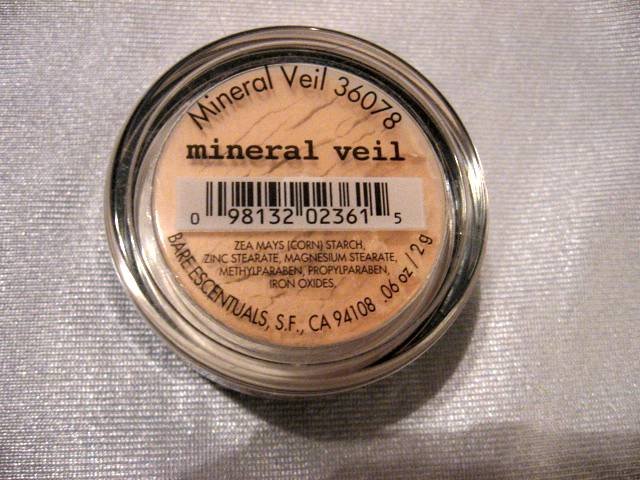 Mineral Veil 36078
mineral veil
0 98132 02361 5
ZEA MAYS (CORN) STARCH,
ZINC STEARATE, MAGNESIUM STEARATE,
METHYLPARABEN, PROPYLPARABEN,
IRON OXIDES.
BARE ESCENTUALS, S.F., CA 94108 .06 oz / 2 g